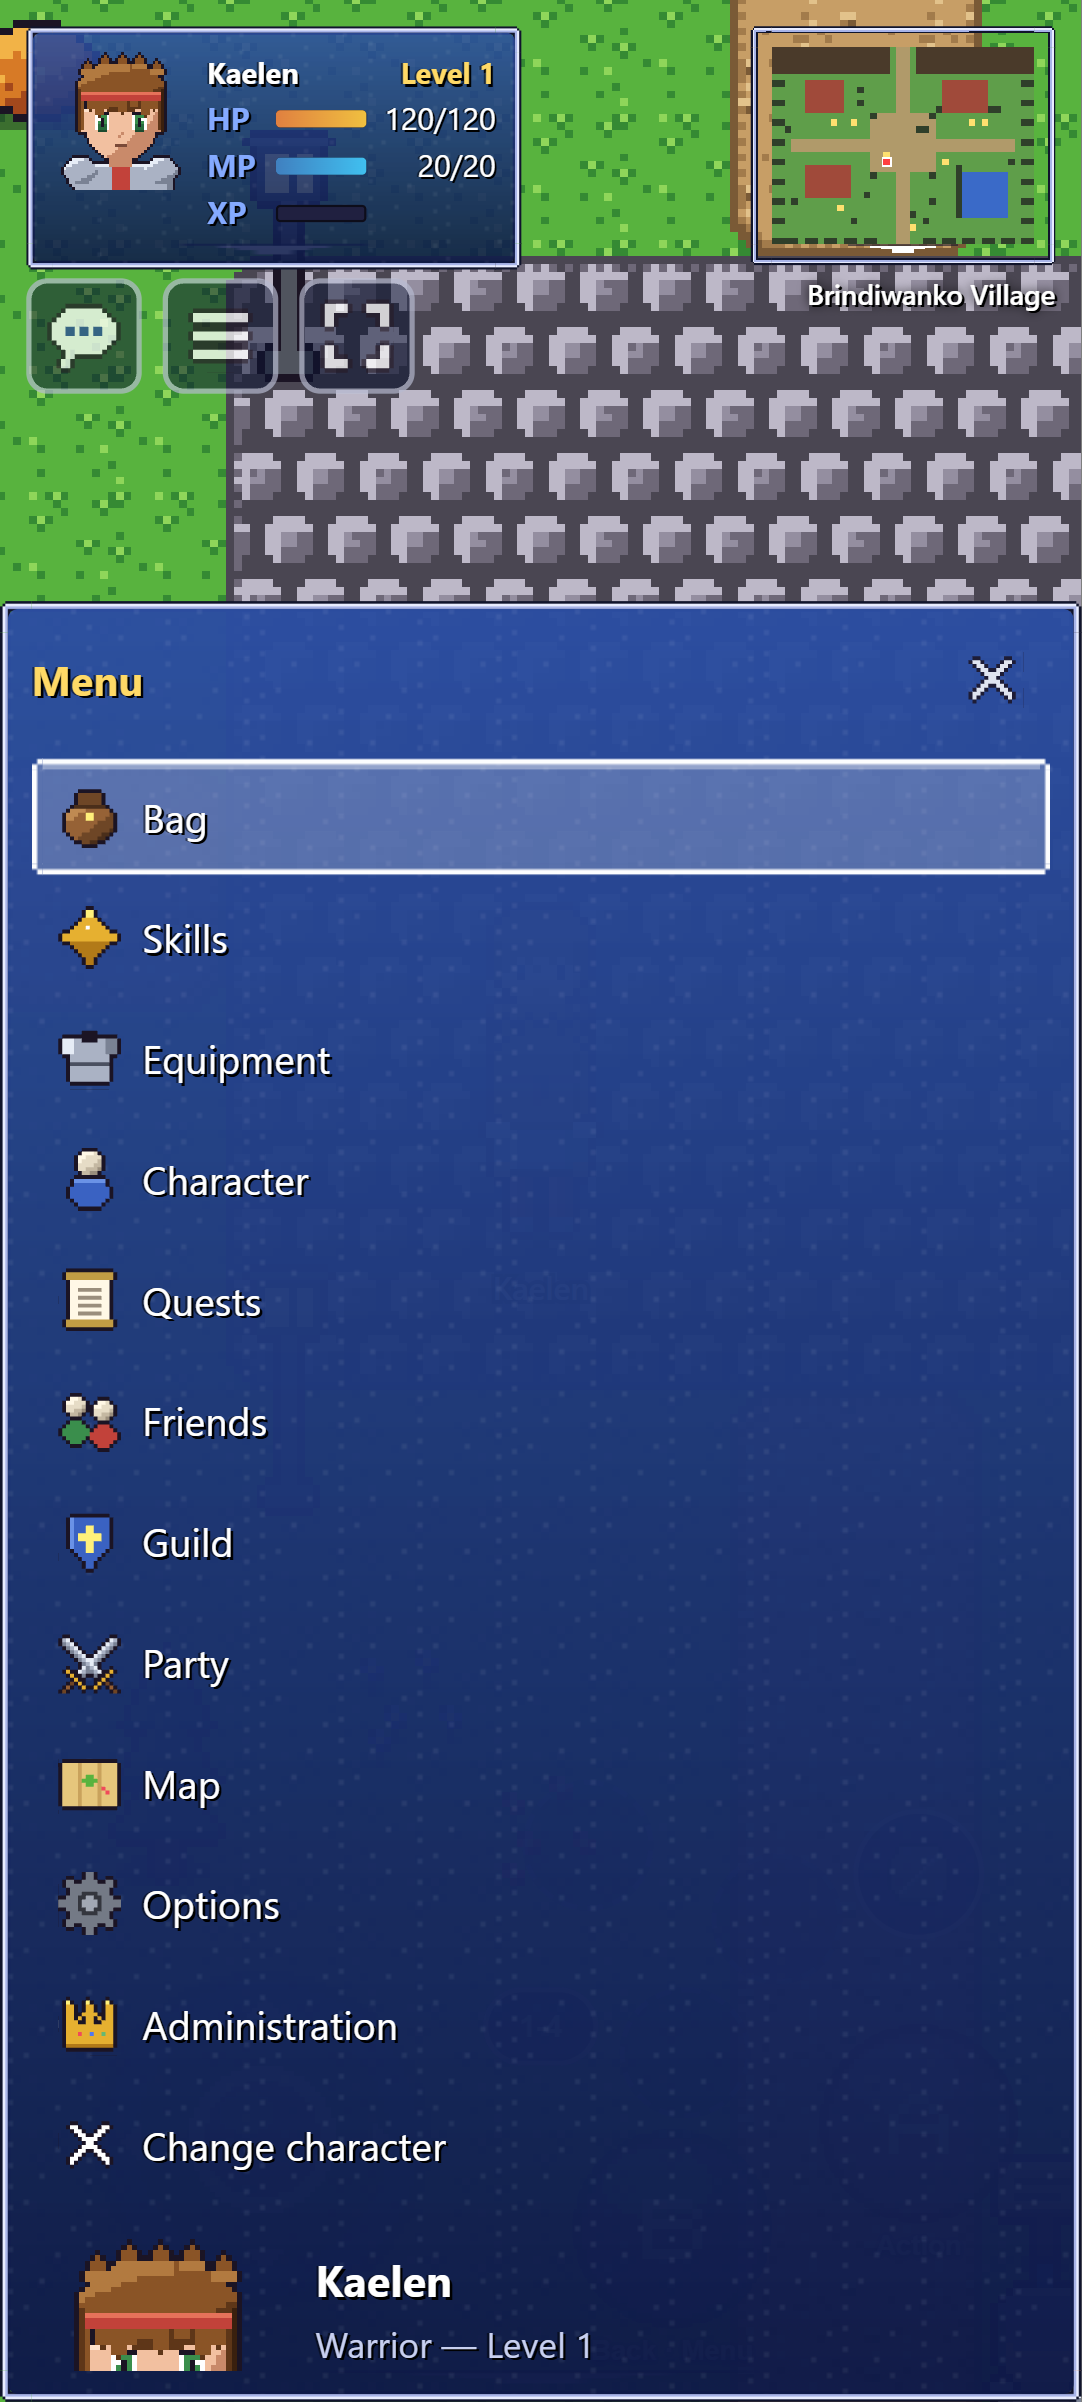 Kaelen Level 1
HP 120/120
MP 20/20
XP
Brindiwanko Village
Menu
Bag
Skills
Equipment
Character
Quests
Friends
Guild
Party
Map
Options
Administration
Change character
Kaelen
Warrior — Level 1